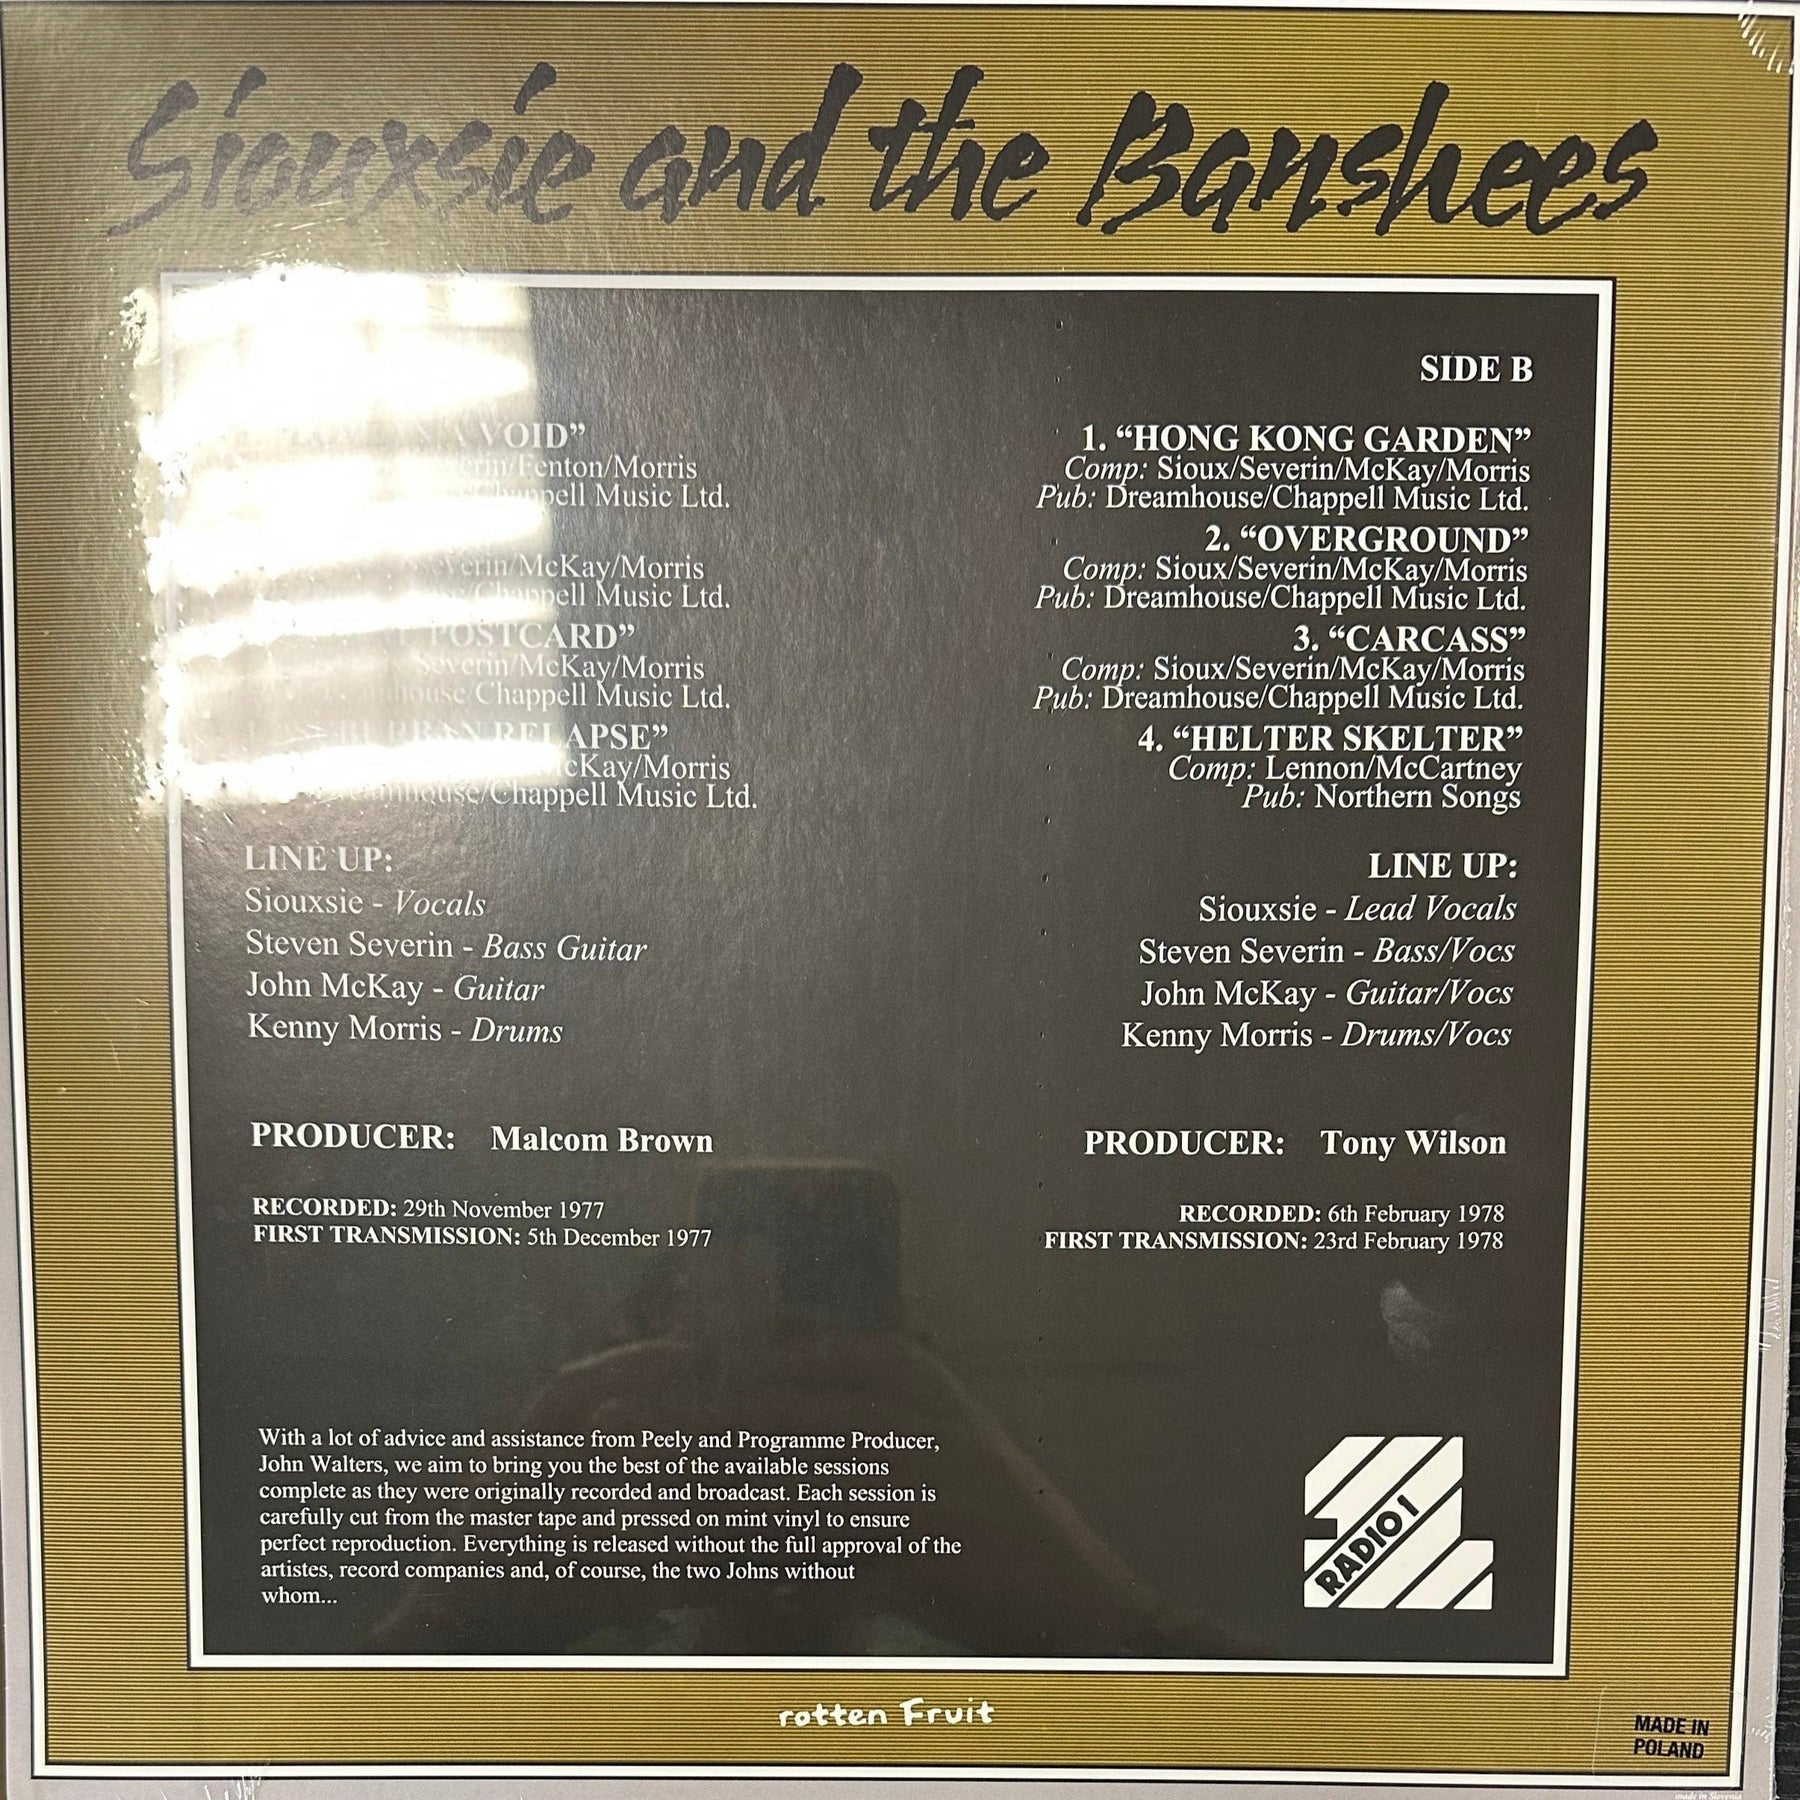 Siouxsie and the Banshees
VOID”
Severin/Fenton/Morris
Chappell Music Ltd.
Severin/McKay/Morris
Chappell Music Ltd.
POSTCARD”
Severin/McKay/Morris
Chappell Music Ltd.
RELAPSE”
McKay/Morris
Chappell Music Ltd.
LINE UP:
Siouxsie - Vocals
Steven Severin - Bass Guitar
John McKay - Guitar
Kenny Morris - Drums
PRODUCER: Malcom Brown
RECORDED: 29th November 1977
FIRST TRANSMISSION: 5th December 1977
SIDE B
1. “HONG KONG GARDEN”
Comp: Sioux/Severin/McKay/Morris
Pub: Dreamhouse/Chappell Music Ltd.
2. “OVERGROUND”
Comp: Sioux/Severin/McKay/Morris
Pub: Dreamhouse/Chappell Music Ltd.
3. “CARCASS”
Comp: Sioux/Severin/McKay/Morris
Pub: Dreamhouse/Chappell Music Ltd.
4. “HELTER SKELTER”
Comp: Lennon/McCartney
Pub: Northern Songs
LINE UP:
Siouxsie - Lead Vocals
Steven Severin - Bass/Vocs
John McKay - Guitar/Vocs
Kenny Morris - Drums/Vocs
PRODUCER: Tony Wilson
RECORDED: 6th February 1978
FIRST TRANSMISSION: 23rd February 1978
With a lot of advice and assistance from Peely and Programme Producer,
John Walters, we aim to bring you the best of the available sessions
complete as they were originally recorded and broadcast. Each session is
carefully cut from the master tape and pressed on mint vinyl to ensure
perfect reproduction. Everything is released without the full approval of the
artistes, record companies and, of course, the two Johns without
whom...
RADIO 1
rotten Fruit
MADE IN
POLAND
made in Slovenia